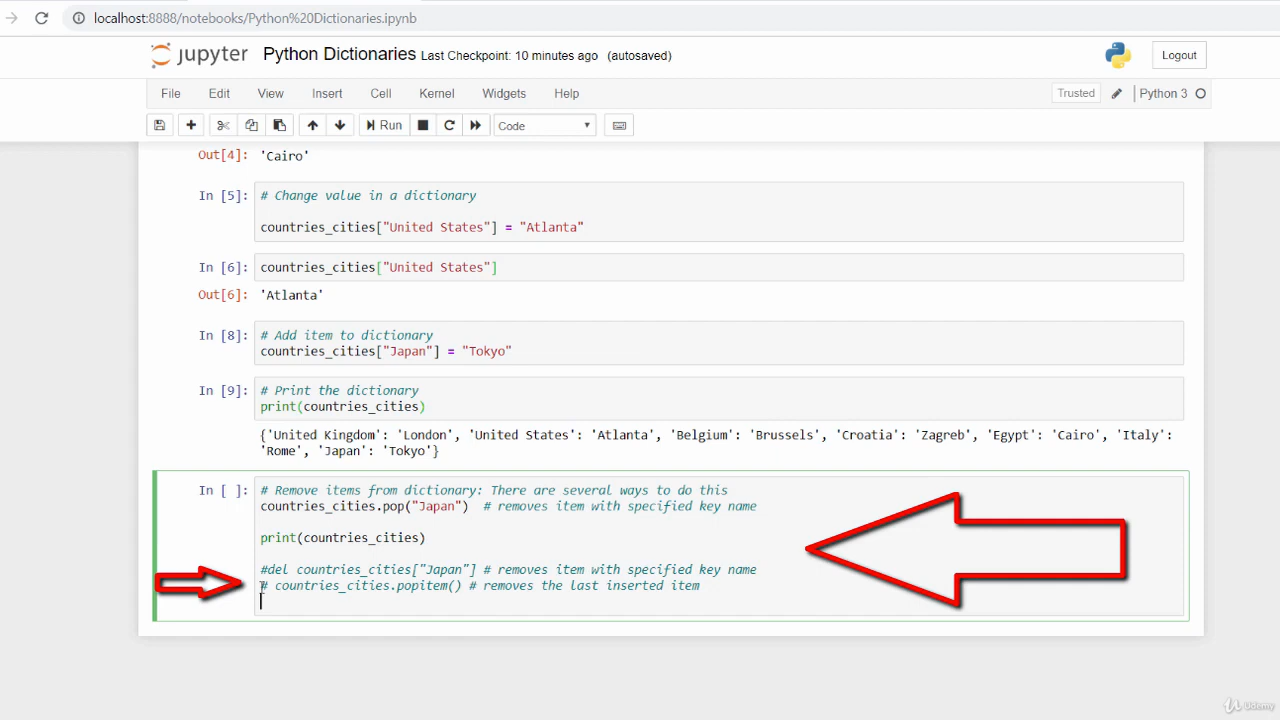 localhost:8888/notebooks/Python%20Dictionaries.ipynb
jupyter Python Dictionaries Last Checkpoint: 10 minutes ago (autosaved) Logout
File Edit View Insert Cell Kernel Widgets Help Trusted Python 3
Run Code
Out[4]: 'Cairo'
In [5]: # Change value in a dictionary
countries_cities["United States"] = "Atlanta"
In [6]: countries_cities["United States"]
Out[6]: 'Atlanta'
In [8]: # Add item to dictionary
countries_cities["Japan"] = "Tokyo"
In [9]: # Print the dictionary
print(countries_cities)
{'United Kingdom': 'London', 'United States': 'Atlanta', 'Belgium': 'Brussels', 'Croatia': 'Zagreb', 'Egypt': 'Cairo', 'Italy':
'Rome', 'Japan': 'Tokyo'}
In [ ]: # Remove items from dictionary: There are several ways to do this
countries_cities.pop("Japan") # removes item with specified key name
print(countries_cities)
#del countries_cities["Japan"] # removes item with specified key name
# countries_cities.popitem() # removes the last inserted item
Udemy